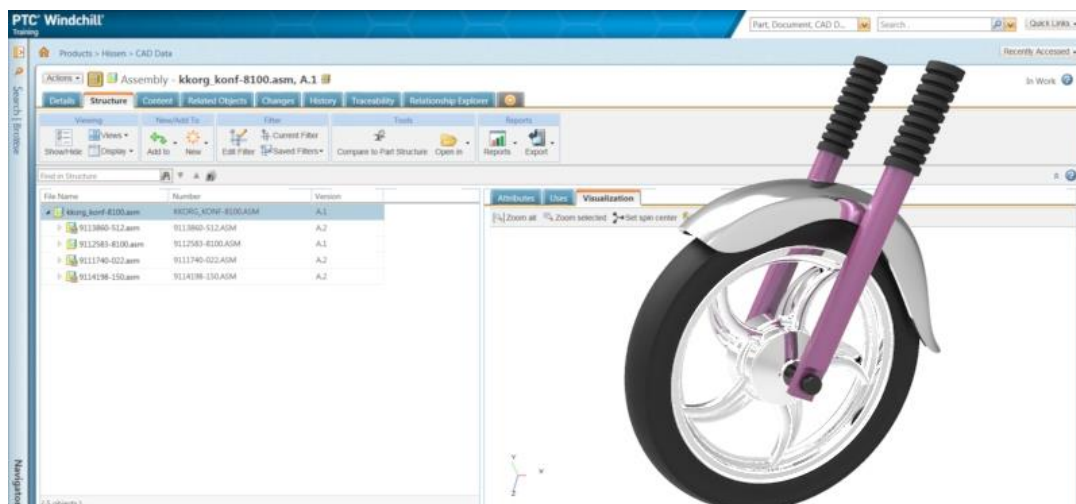 PTC® Windchill®
Training
Part, Document, CAD D...
Search
Quick Links
Products > Hissen > CAD Data
Recently Accessed
Actions
Assembly - kkorg_konf-8100.asm, A.1
In Work
Search | Browse
Details Structure Content Related Objects Changes History Traceability Relationship Explorer
Viewing New/Add To Filter Tools Reports
Views Current Filter
Show/Hide Display Add to New Edit Filter Saved Filters Compare to Part Structure Open in Reports Export
Find in Structure
File Name Number Version
Attributes Uses Visualization
kkorg_konf-8100.asm KKORG_KONF-8100.ASM A.1
Zoom all Zoom selected Set spin center
9113860-512.asm 9113860-512.ASM A.2
9112583-8100.asm 9112583-8100.ASM A.1
9111740-022.asm 9111740-022.ASM A.2
9114198-150.asm 9114198-150.ASM A.2
Navigator
Y
Z
(5 objects)